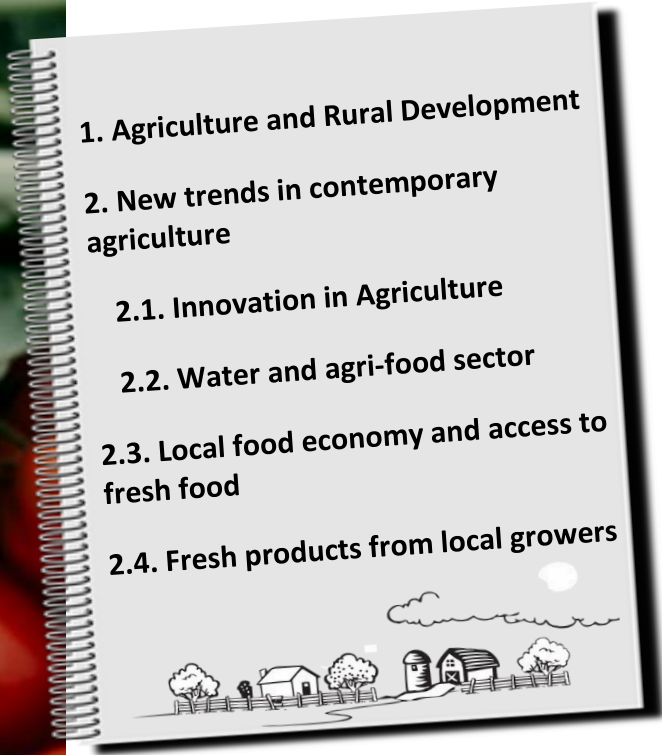 1. Agriculture and Rural Development
2. New trends in contemporary
agriculture
2.1. Innovation in Agriculture
2.2. Water and agri-food sector
2.3. Local food economy and access to
fresh food
2.4. Fresh products from local growers